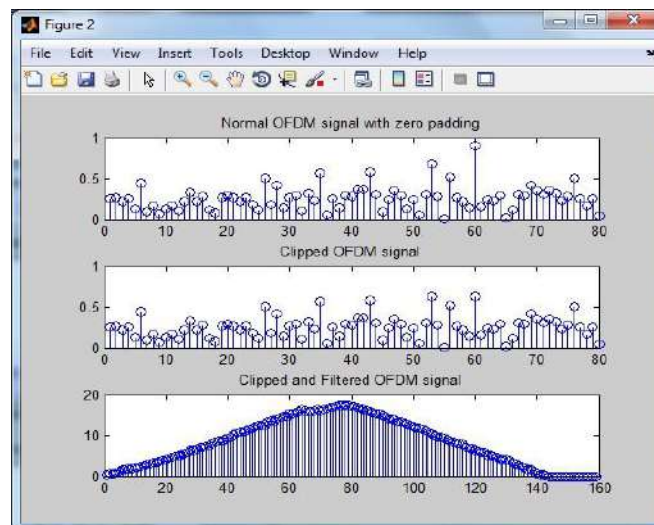 Figure 2
File Edit View Insert Tools Desktop Window Help
Normal OFDM signal with zero padding
1
0.5
0
0 10 20 30 40 50 60 70 80
Clipped OFDM signal
1
0.5
0
0 10 20 30 40 50 60 70 80
Clipped and Filtered OFDM signal
20
10
0
0 20 40 60 80 100 120 140 160